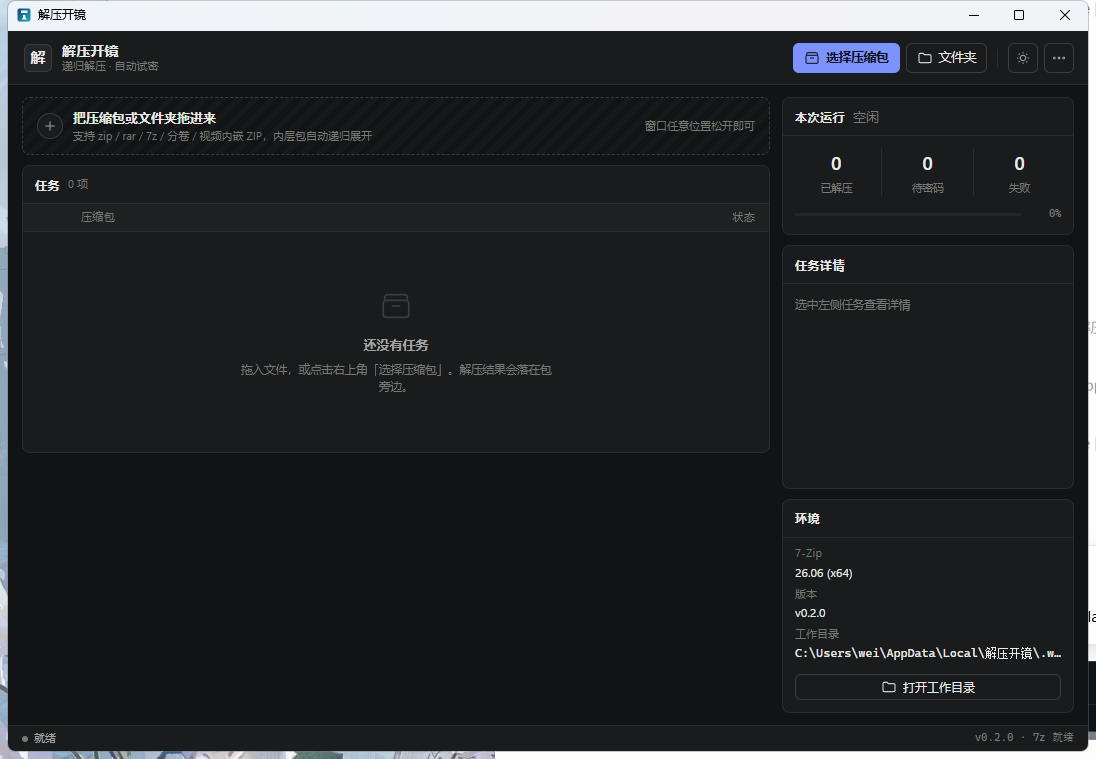 解压开镜
解
解压开镜
递归解压 · 自动试密
选择压缩包
文件夹
把压缩包或文件夹拖进来
支持 zip / rar / 7z / 分卷 / 视频内嵌 ZIP，内层包自动递归展开
窗口任意位置松开即可
任务 0 项
压缩包 状态
还没有任务
拖入文件，或点击右上角「选择压缩包」。解压结果会落在包
旁边。
本次运行 空闲
0 0 0
已解压 待密码 失败
0%
任务详情
选中左侧任务查看详情
环境
7-Zip
26.06 (x64)
版本
v0.2.0
工作目录
C:\Users\wei\AppData\Local\解压开镜\.w…
打开工作目录
就绪
v0.2.0 · 7z 就绪